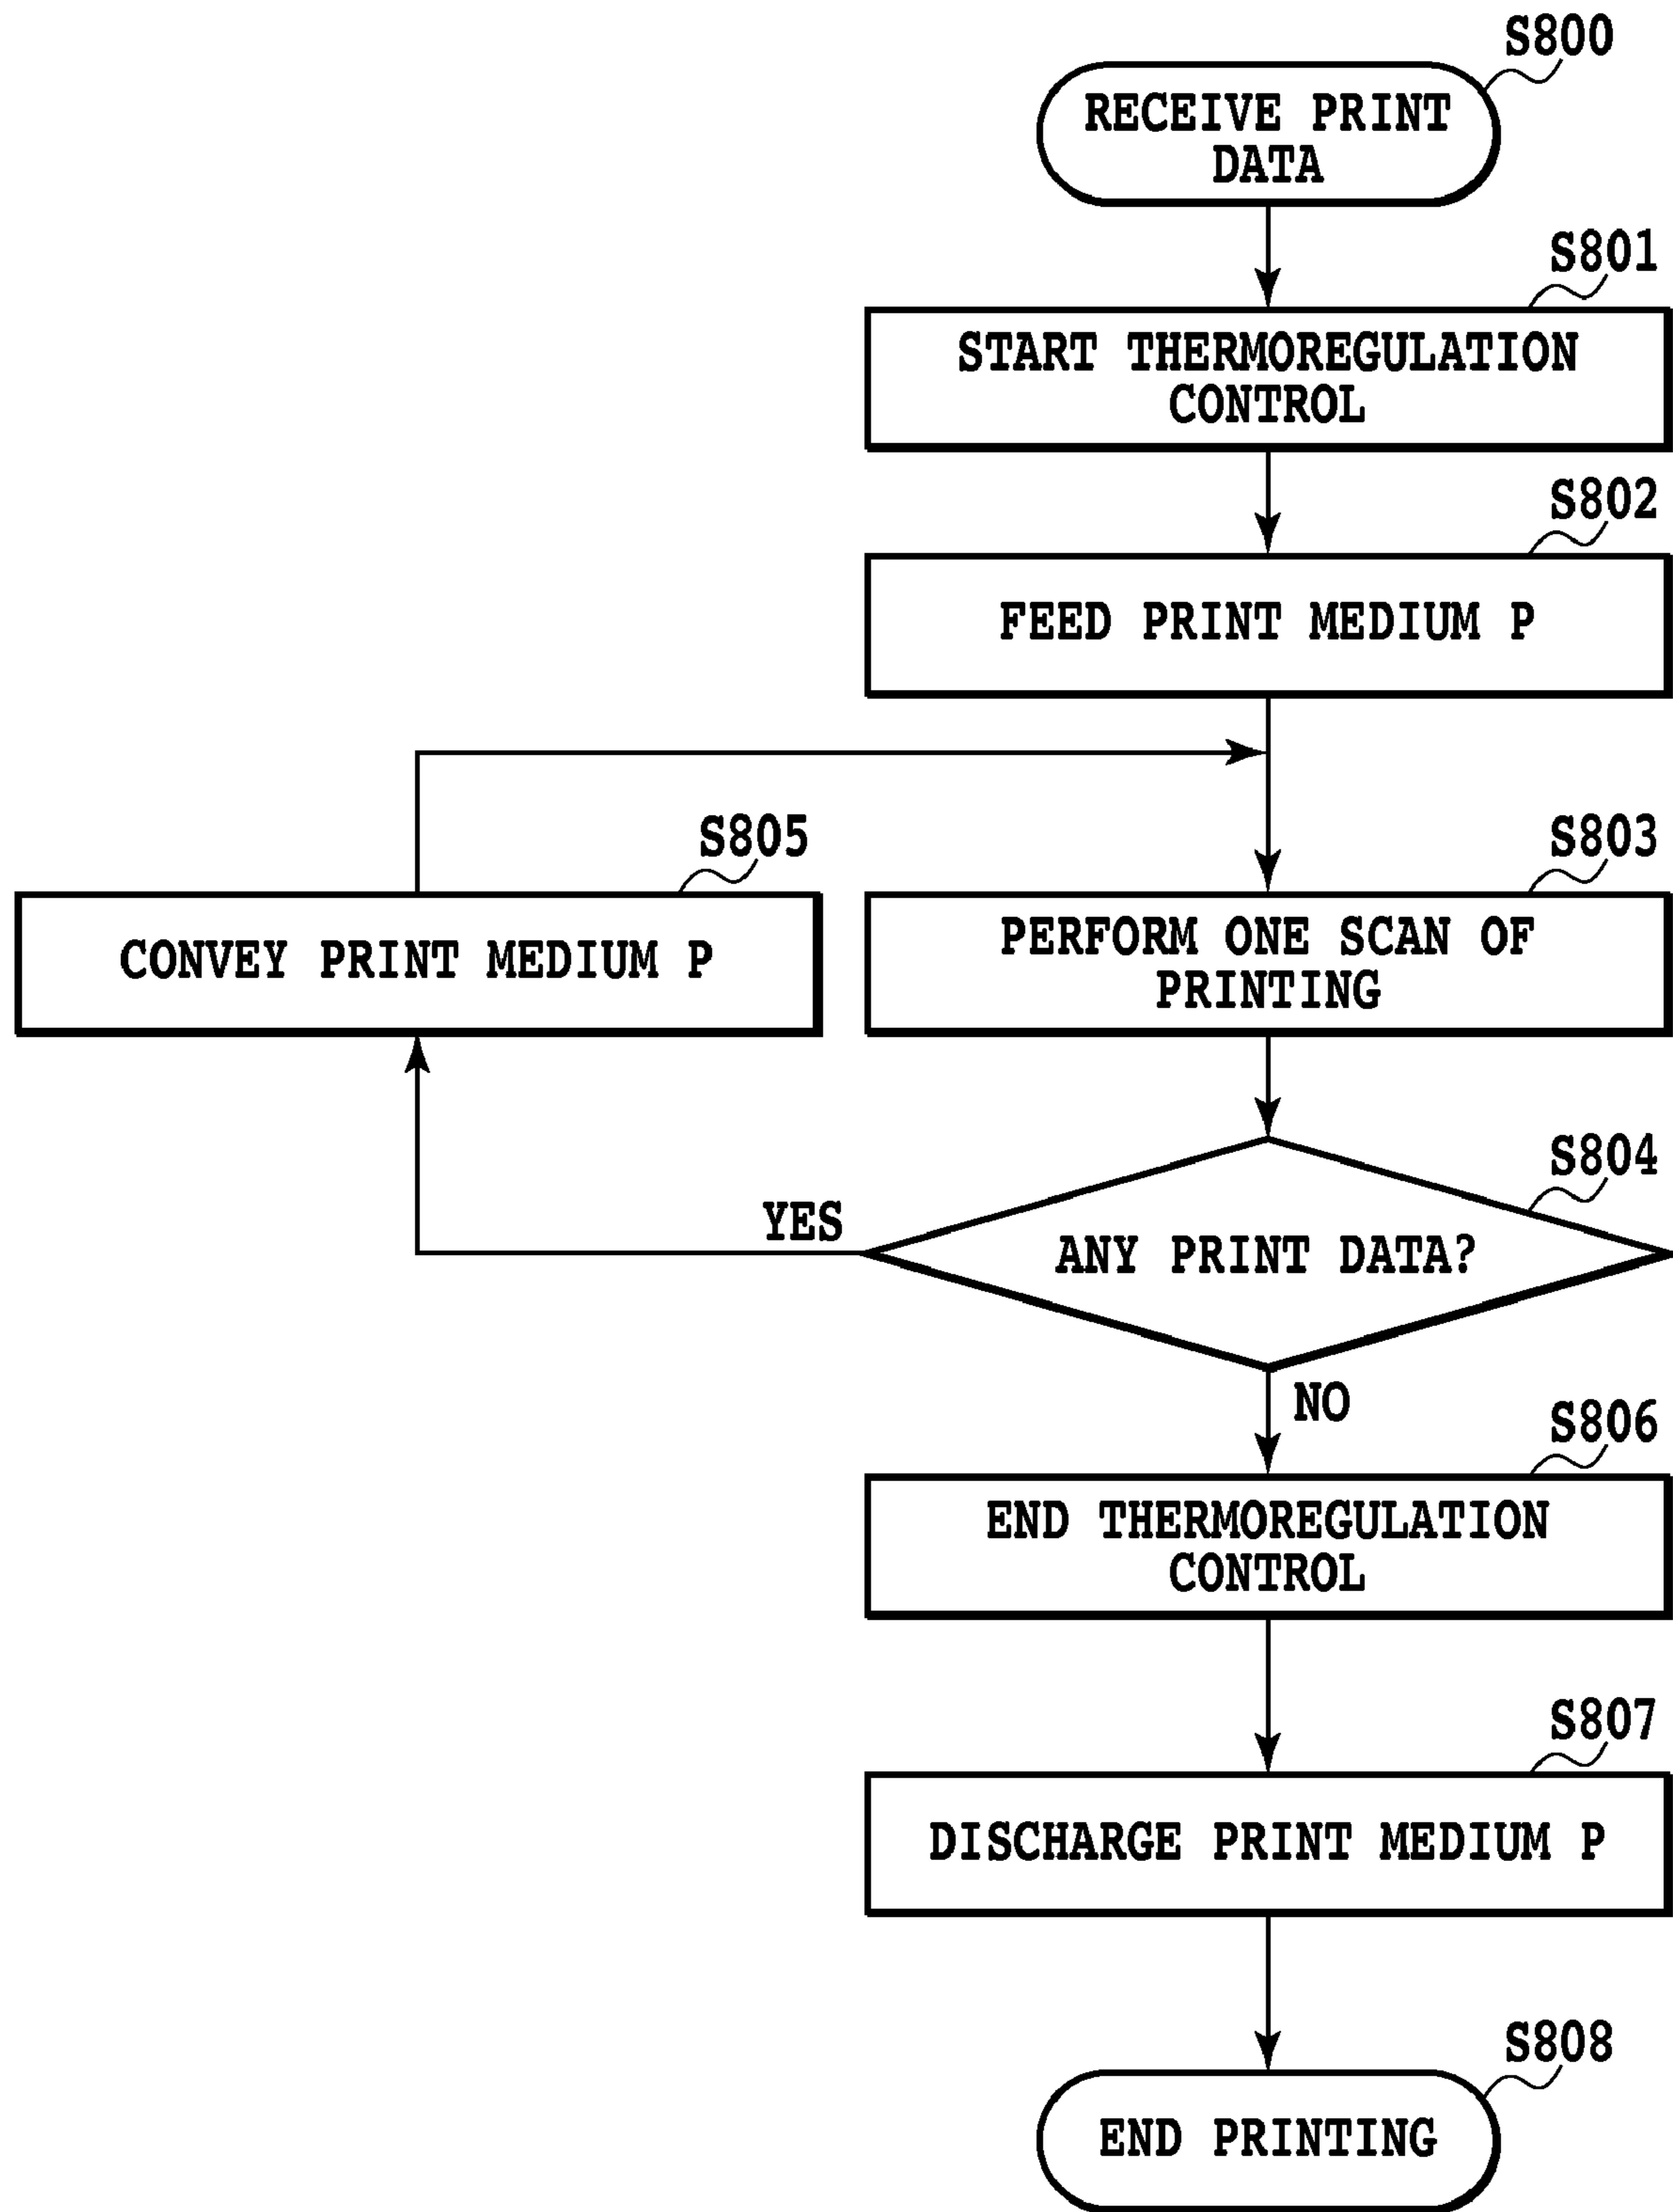 S800
RECEIVE PRINT
DATA
S801
START THERMOREGULATION
CONTROL
S802
FEED PRINT MEDIUM P
S805
CONVEY PRINT MEDIUM P
S803
PERFORM ONE SCAN OF
PRINTING
S804
YES
ANY PRINT DATA?
NO
S806
END THERMOREGULATION
CONTROL
S807
DISCHARGE PRINT MEDIUM P
S808
END PRINTING